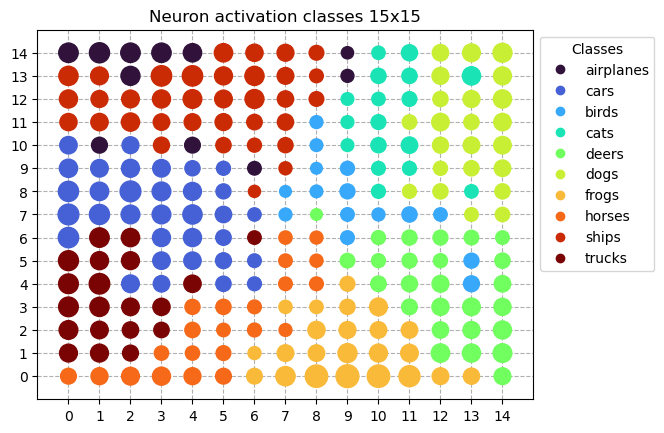 Neuron activation classes 15x15
14
13
12
11
10
9
8
7
6
5
4
3
2
1
0
0 1 2 3 4 5 6 7 8 9 10 11 12 13 14
Classes
airplanes
cars
birds
cats
deers
dogs
frogs
horses
ships
trucks